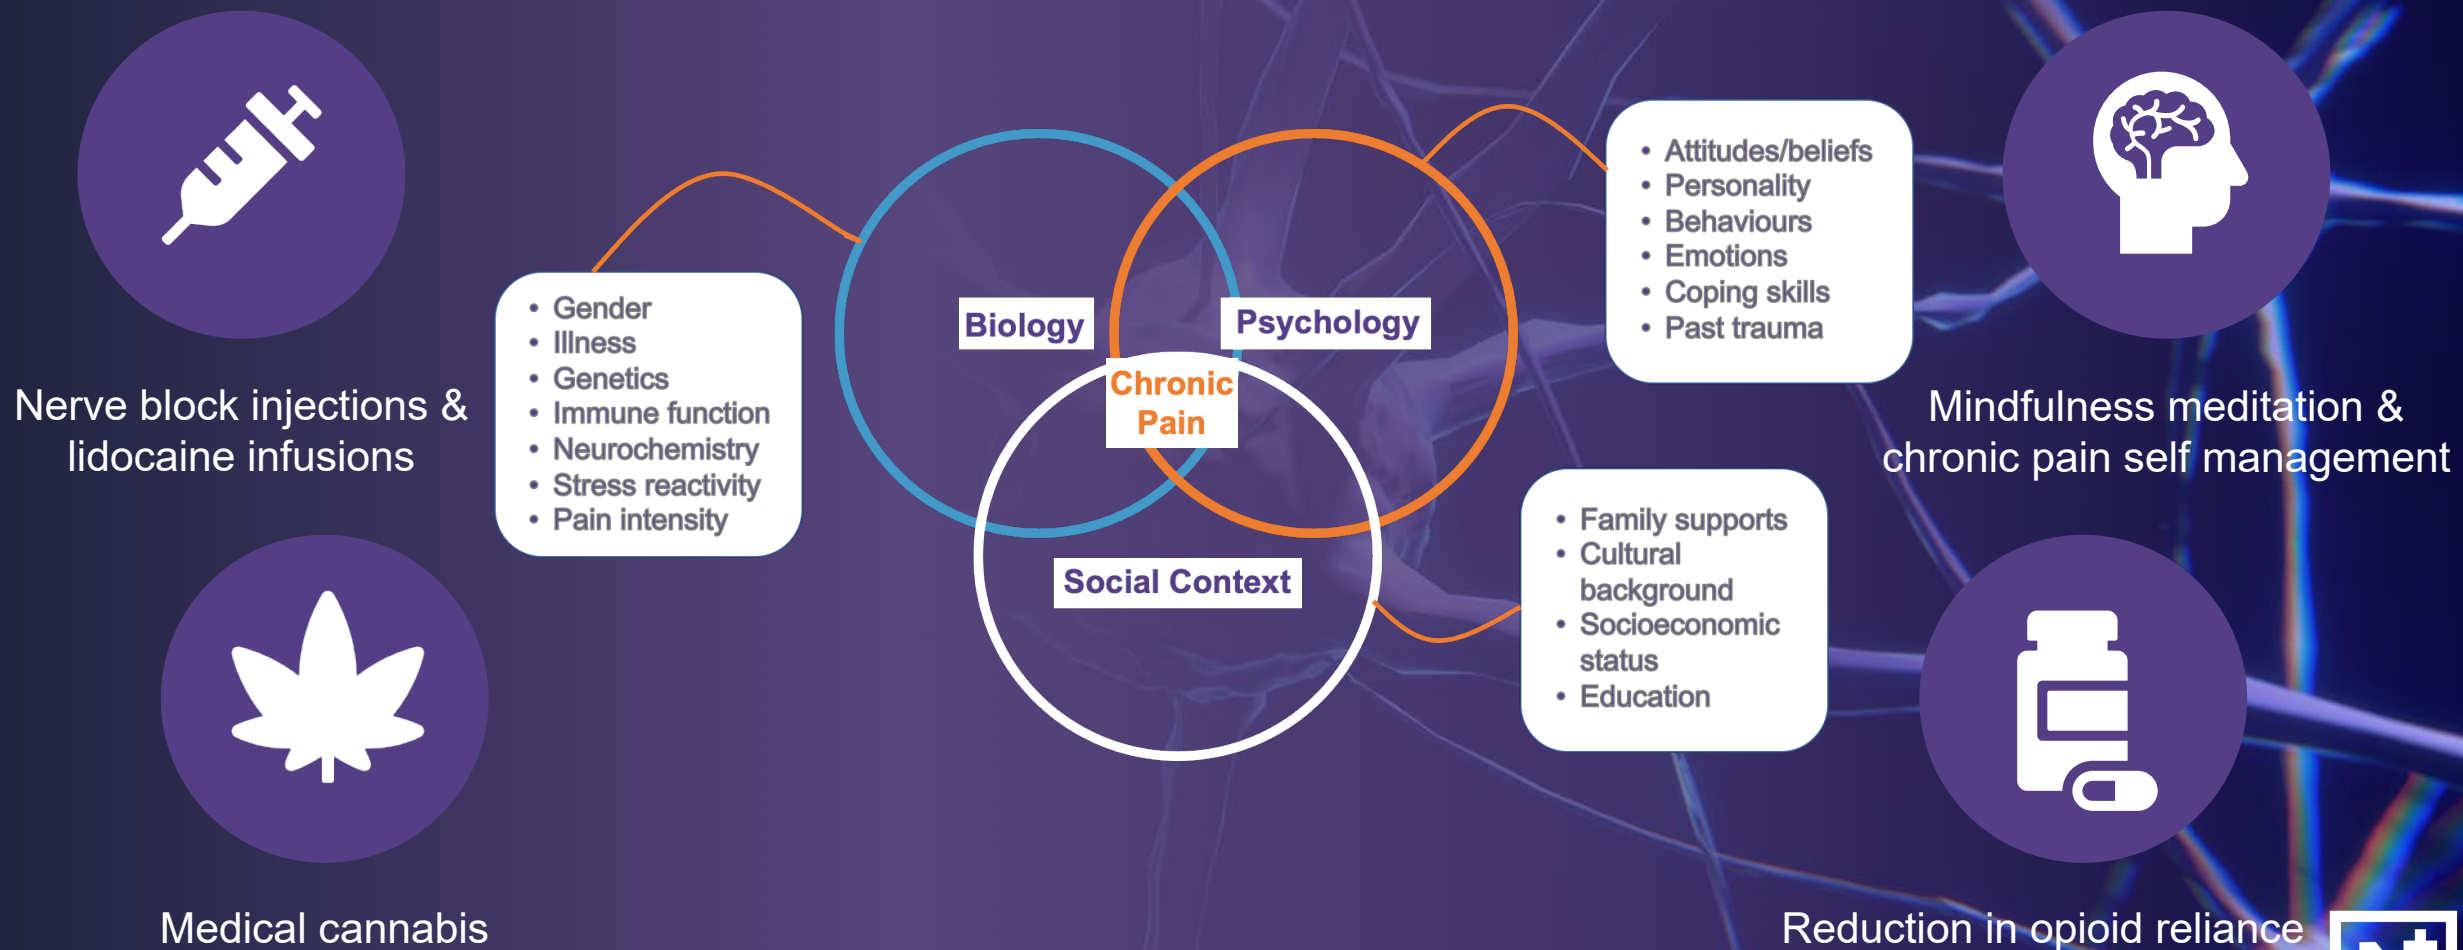 Nerve block injections &
lidocaine infusions
Medical cannabis
• Gender
• Illness
• Genetics
• Immune function
• Neurochemistry
• Stress reactivity
• Pain intensity
Biology
Psychology
Chronic
Pain
Social Context
• Attitudes/beliefs
• Personality
• Behaviours
• Emotions
• Coping skills
• Past trauma
• Family supports
• Cultural
background
• Socioeconomic
status
• Education
Mindfulness meditation &
chronic pain self management
Reduction in opioid reliance